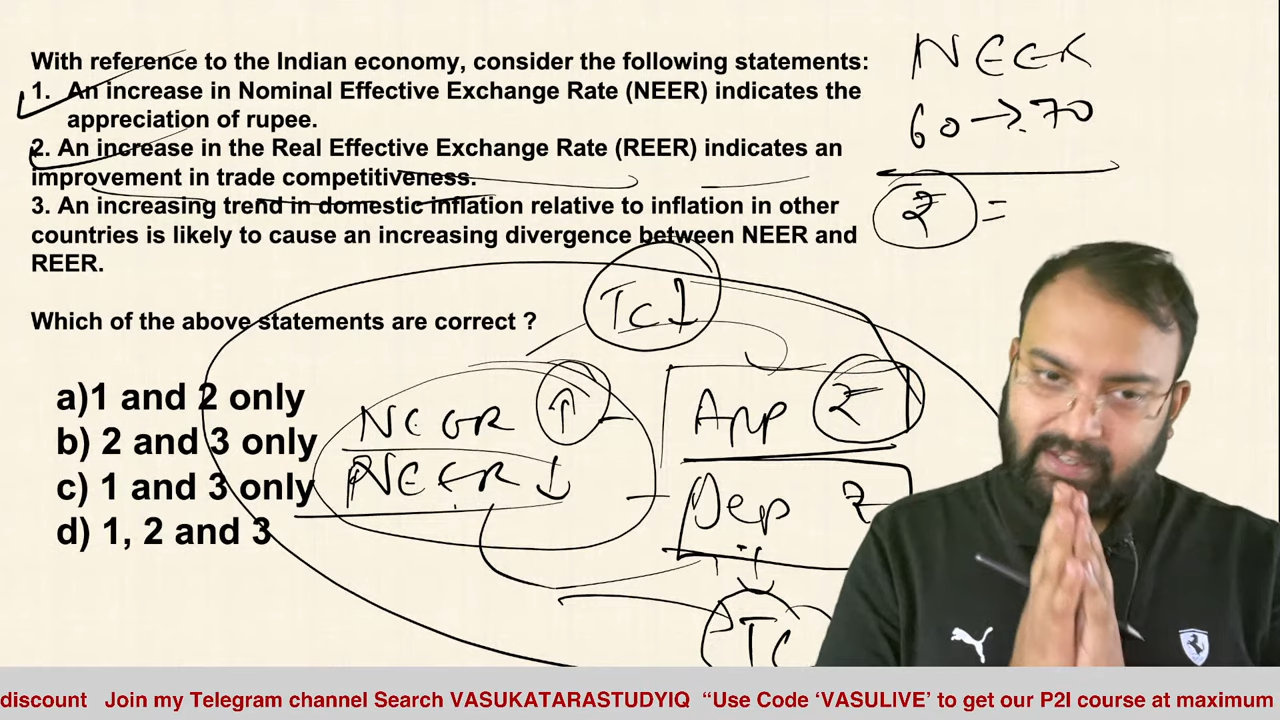 With reference to the Indian economy, consider the following statements:
1. An increase in Nominal Effective Exchange Rate (NEER) indicates the
appreciation of rupee.
2. An increase in the Real Effective Exchange Rate (REER) indicates an
improvement in trade competitiveness.
3. An increasing trend in domestic inflation relative to inflation in other
countries is likely to cause an increasing divergence between NEER and
REER.
Which of the above statements are correct ?
a)1 and 2 only
b) 2 and 3 only
c) 1 and 3 only
d) 1, 2 and 3
NEER
60 → 70
₹ =
TC ↓
NEER ↑
App ₹
NEER ↓
Dep ₹
TC
discount Join my Telegram channel Search VASUKATARASTUDYIQ “Use Code ‘VASULIVE’ to get our P2I course at maximum